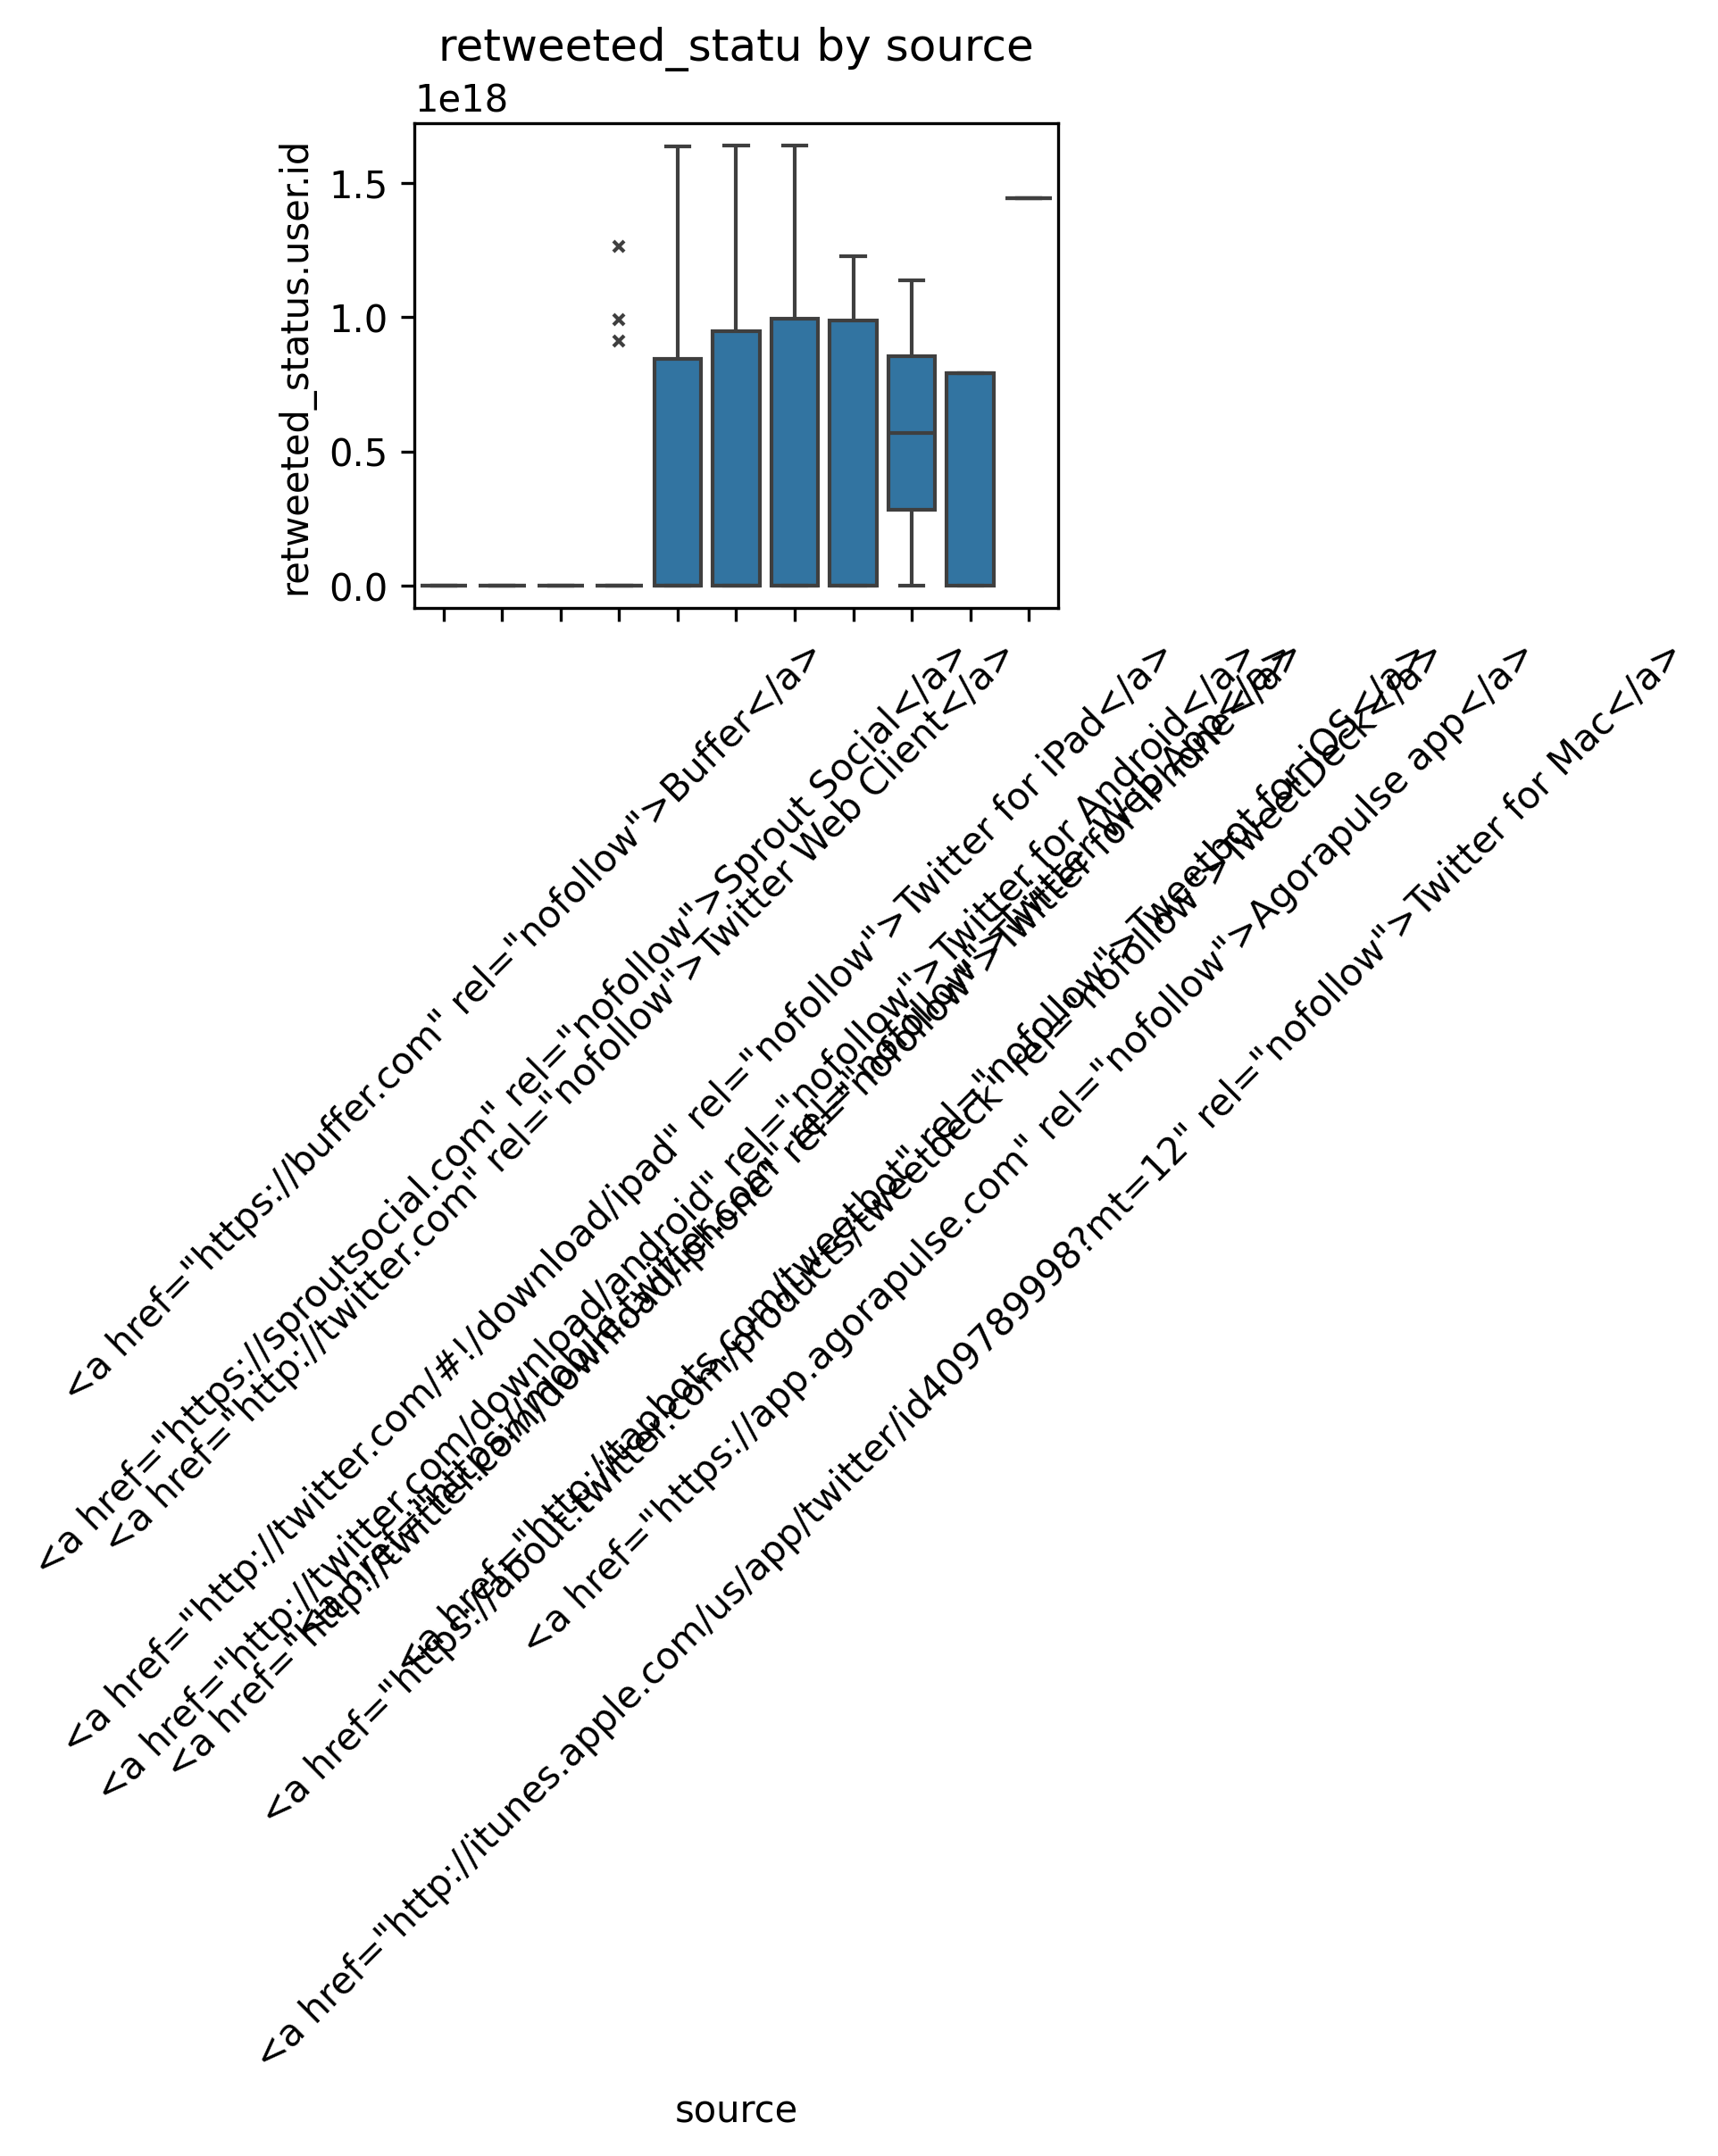 retweeted_statu by source
1e18
retweeted_status.user.id
1.5
1.0
0.5
0.0
<a href="https://buffer.com" rel="nofollow">Buffer</a>
<a href="https://sproutsocial.com" rel="nofollow">Sprout Social</a>
<a href="http://twitter.com" rel="nofollow">Twitter Web Client</a>
<a href="http://twitter.com/#!/download/ipad" rel="nofollow">Twitter for iPad</a>
<a href="http://twitter.com/download/android" rel="nofollow">Twitter for Android</a>
<a href="http://twitter.com/download/iphone" rel="nofollow">Twitter for iPhone</a>
<a href="https://mobile.twitter.com" rel="nofollow">Twitter Web App</a>
<a href="https://about.twitter.com/products/tweetdeck" rel="nofollow">TweetDeck</a>
<a href="http://tapbots.com/tweetbot" rel="nofollow">Tweetbot for iOS</a>
<a href="http://itunes.apple.com/us/app/twitter/id409789998?mt=12" rel="nofollow">Twitter for Mac</a>
<a href="https://app.agorapulse.com" rel="nofollow">Agorapulse app</a>
source